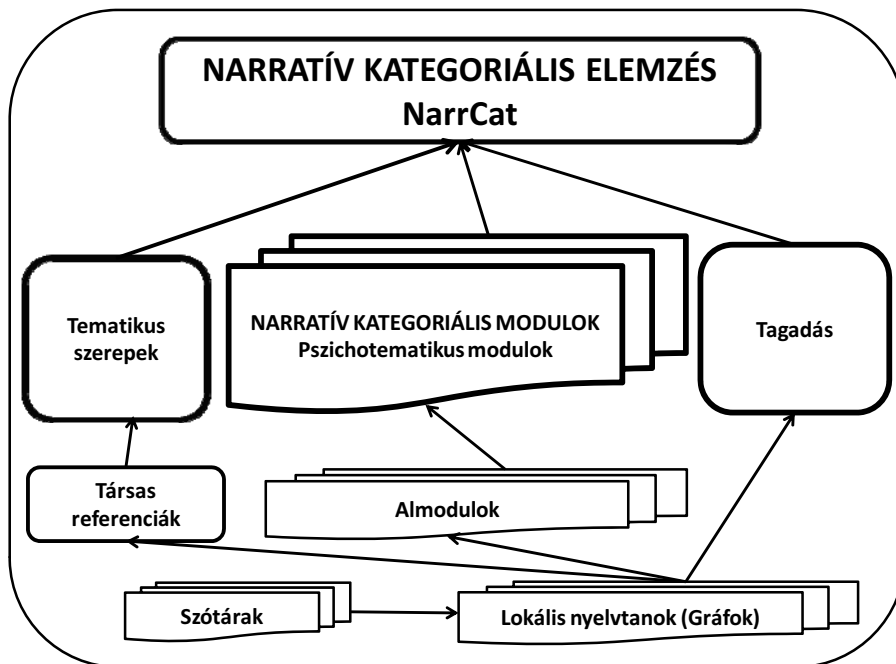 NARRATÍV KATEGORIÁLIS ELEMZÉS
NarrCat
Tematikus
szerepek
NARRATÍV KATEGORIÁLIS MODULOK
Pszichotematikus modulok
Tagadás
Társas
referenciák
Almodulok
Szótárak
Lokális nyelvtanok (Gráfok)